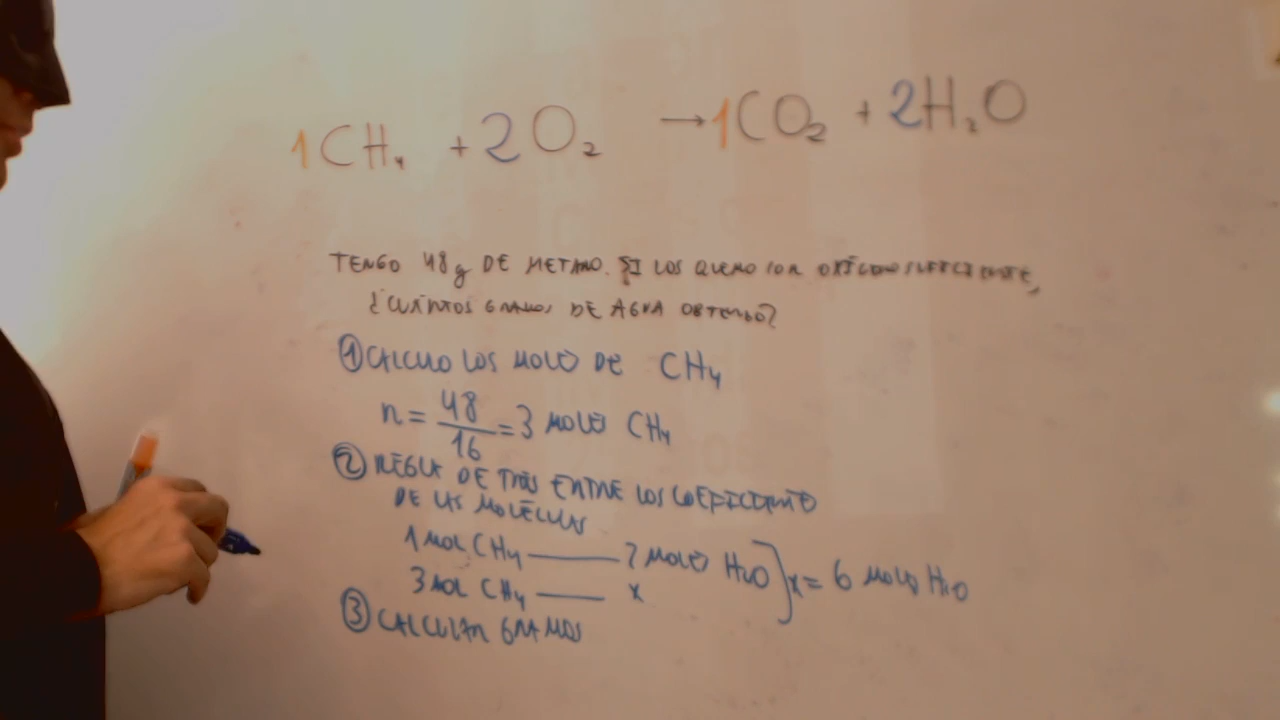 1CH₄ + 2O₂ → 1CO₂ + 2H₂O
TENGO 48g DE METANO. SI LOS QUEMO CON OXÍGENO SUFICIENTE,
¿CUÁNTOS GRAMOS DE AGUA OBTENGO?
① CALCULO LOS MOLES DE CH₄
n = 48/16 = 3 MOLES CH₄
② REGLA DE TRES ENTRE LOS COEFICIENTES
DE LAS MOLÉCULAS
1 MOL CH₄ —— 2 MOLES H₂O ] x = 6 MOLES H₂O
3 MOL CH₄ —— x
③ CALCULAR GRAMOS